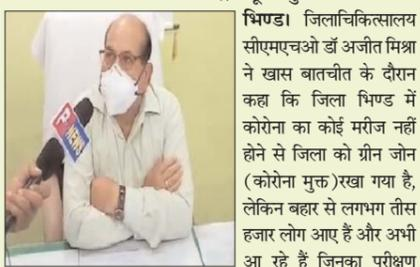 भिण्ड। जिलाचिकित्सालय
सीएमएचओ डॉ अजीत मिश्रा
ने खास बातचीत के दौरान
कहा कि जिला भिण्ड में
कोरोना का कोई मरीज नहीं
होने से जिला को ग्रीन जोन
(कोरोना मुक्त)रखा गया है,
लेकिन बहार से लगभग तीस
हजार लोग आए हैं और अभी
आ रहे हैं जिनका परीक्षण
P NEWS